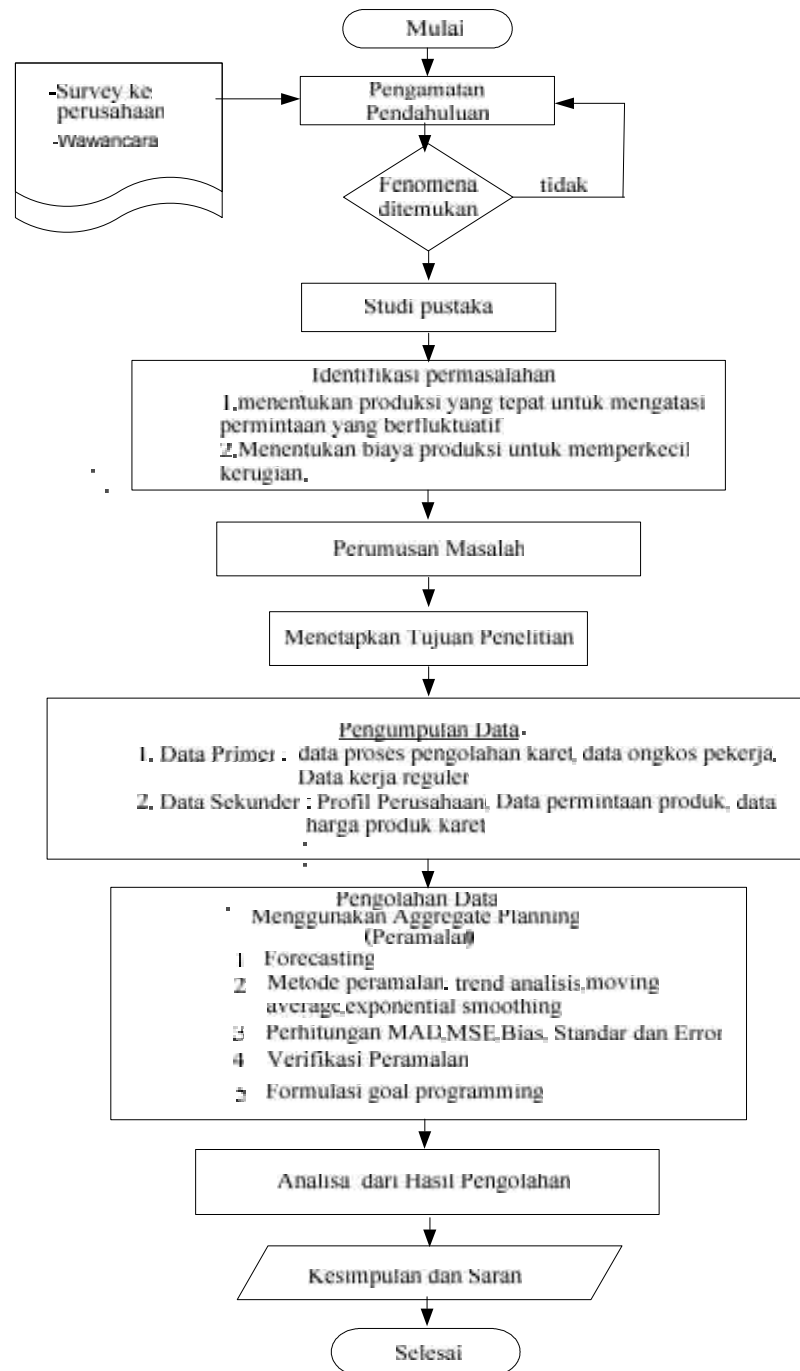 Mulai
-Survey ke
perusahaan
-Wawancara
Pengamatan
Pendahuluan
Fenomena
ditemukan
tidak
Studi pustaka
Identifikasi permasalahan
1.menentukan produksi yang tepat untuk mengatasi
permintaan yang berfluktuatif
2.Menentukan biaya produksi untuk memperkecil
kerugian.
Perumusan Masalah
Menetapkan Tujuan Penelitian
Pengumpulan Data.
1. Data Primer : data proses pengolahan karet, data ongkos pekerja.
Data kerja reguler
2. Data Sekunder : Profil Perusahaan, Data permintaan produk, data
harga produk karet
Pengolahan Data
Menggunakan Aggregate Planning
(Peramalan)
1 Forecasting
2 Metode peramalan. trend analisis,moving
average,exponential smoothing
3 Perhitungan MAD,MSE,Bias, Standar dan Error
4 Verifikasi Peramalan
5 Formulasi goal programming
Analisa dari Hasil Pengolahan
Kesimpulan dan Saran
Selesai